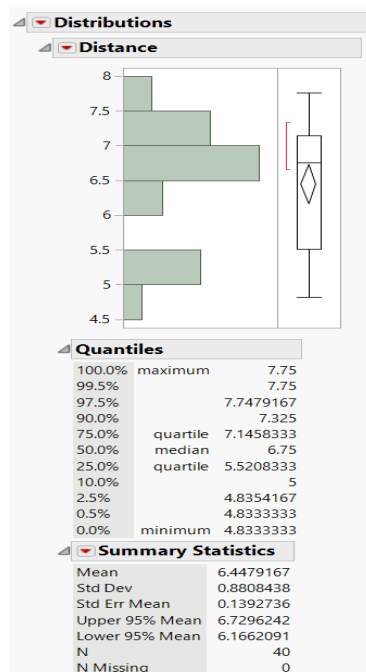 Distributions
Distance
8
7.5
7
6.5
6
5.5
5
4.5
Quantiles
100.0% maximum 7.75
99.5% 7.75
97.5% 7.7479167
90.0% 7.325
75.0% quartile 7.1458333
50.0% median 6.75
25.0% quartile 5.5208333
10.0% 5
2.5% 4.8354167
0.5% 4.8333333
0.0% minimum 4.8333333
Summary Statistics
Mean 6.4479167
Std Dev 0.8808438
Std Err Mean 0.1392736
Upper 95% Mean 6.7296242
Lower 95% Mean 6.1662091
N 40
N Missing 0